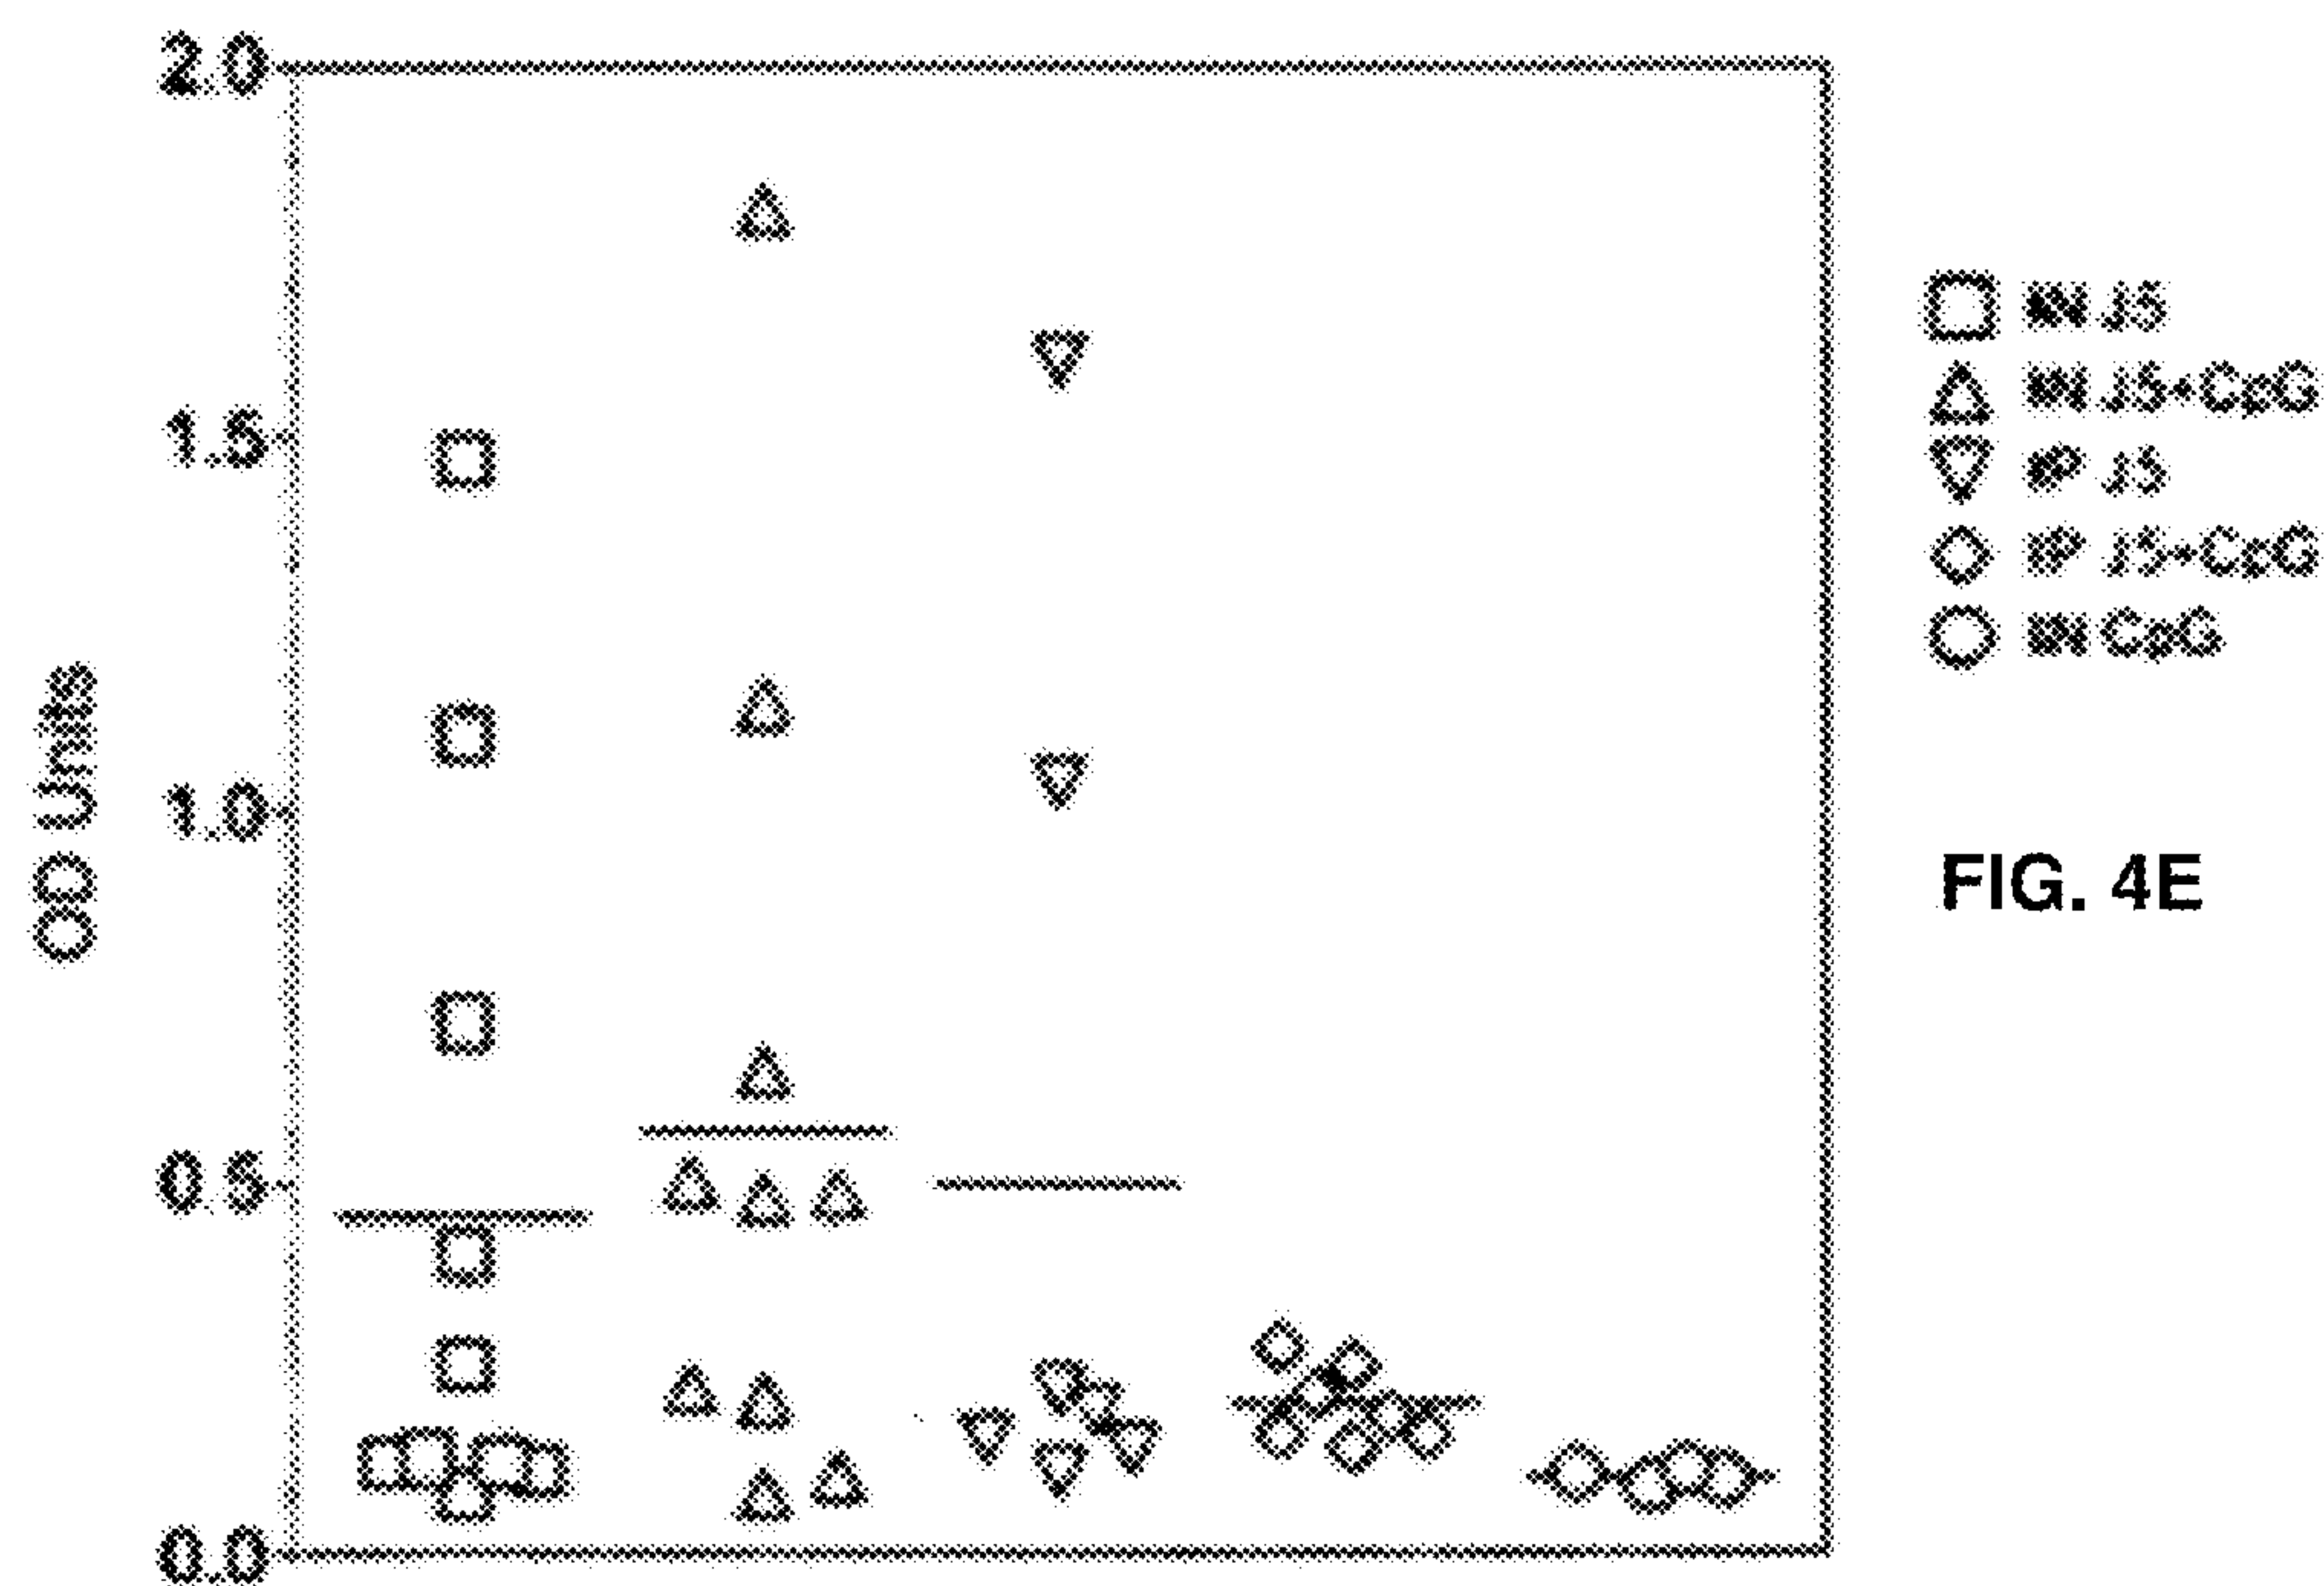 2.0
1.5
1.0
0.5
0.0
OD Units
IN J5
IN J5+CpG
IP J5
IP J5+CpG
IN CpG
FIG. 4E